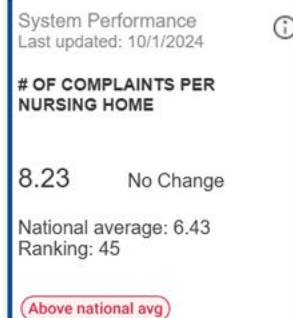 System Performance
Last updated: 10/1/2024
# OF COMPLAINTS PER
NURSING HOME
8.23 No Change
National average: 6.43
Ranking: 45
Above national avg